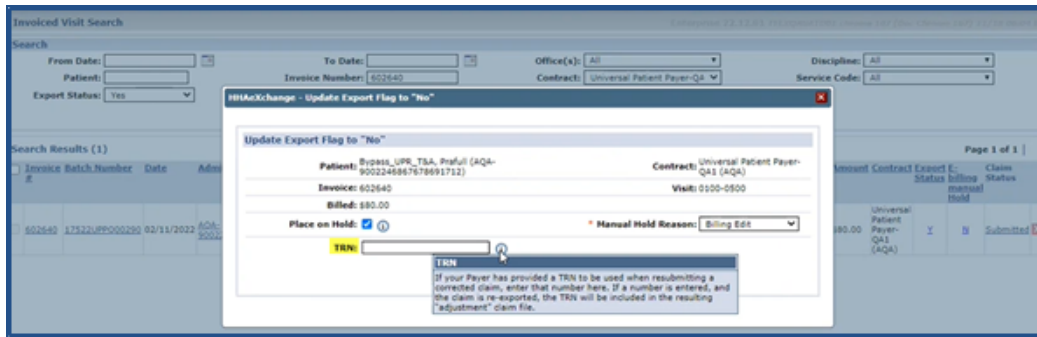 Invoiced Visit Search
Search
From Date:
To Date:
Office(s): All
Discipline: All
Patient:
Invoice Number: 602640
Contract: Universal Patient Payer-QA
Service Code: All
Export Status: Yes
HHAeXchange - Update Export Flag to "No"
Update Export Flag to "No"
Patient: Bypass_UPR_T&A, Prafull (AQA-
9002246867678691712)
Contract: Universal Patient Payer-
QA1 (AQA)
Invoice: 602640
Visit: 0100-0500
Billed: $80.00
Place on Hold:
* Manual Hold Reason: Billing Edit
TRN:
TRN
If your Payer has provided a TRN to be used when resubmitting a
corrected claim, enter that number here. If a number is entered, and
the claim is re-exported, the TRN will be included in the resulting
"adjustment" claim file.
Search Results (1)
Page 1 of 1
Invoice # Batch Number Date Adm
Amount Contract Export Status E-billing manual Hold Claim Status
602640 17522UPP000290 02/11/2022 AQA-
9002
$80.00 Universal Patient Payer-QA1 (AQA) Y N Submitted